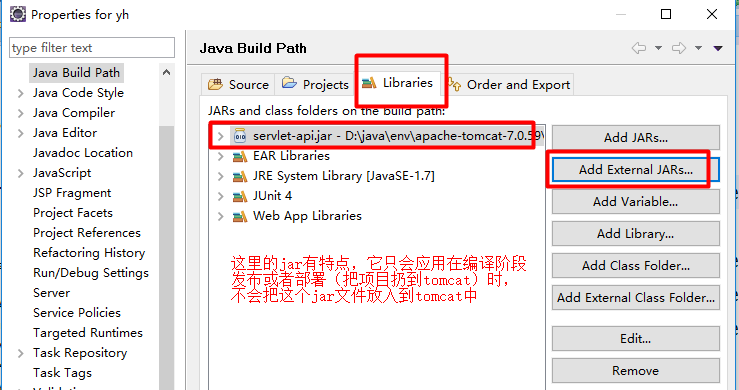 Properties for yh
type filter text
Java Build Path
Java Code Style
Java Compiler
Java Editor
Javadoc Location
JavaScript
JSP Fragment
Project Facets
Project References
Refactoring History
Run/Debug Settings
Server
Service Policies
Targeted Runtimes
Task Repository
Task Tags
Java Build Path
Source
Projects
Libraries
Order and Export
JARs and class folders on the build path:
servlet-api.jar - D:\java\env\apache-tomcat-7.0.59\
EAR Libraries
JRE System Library [JavaSE-1.7]
JUnit 4
Web App Libraries
这里的jar有特点，它只会应用在编译阶段
发布或者部署（把项目扔到tomcat）时，
不会把这个jar文件放入到tomcat中
Add JARs...
Add External JARs...
Add Variable...
Add Library...
Add Class Folder...
Add External Class Folder...
Edit...
Remove